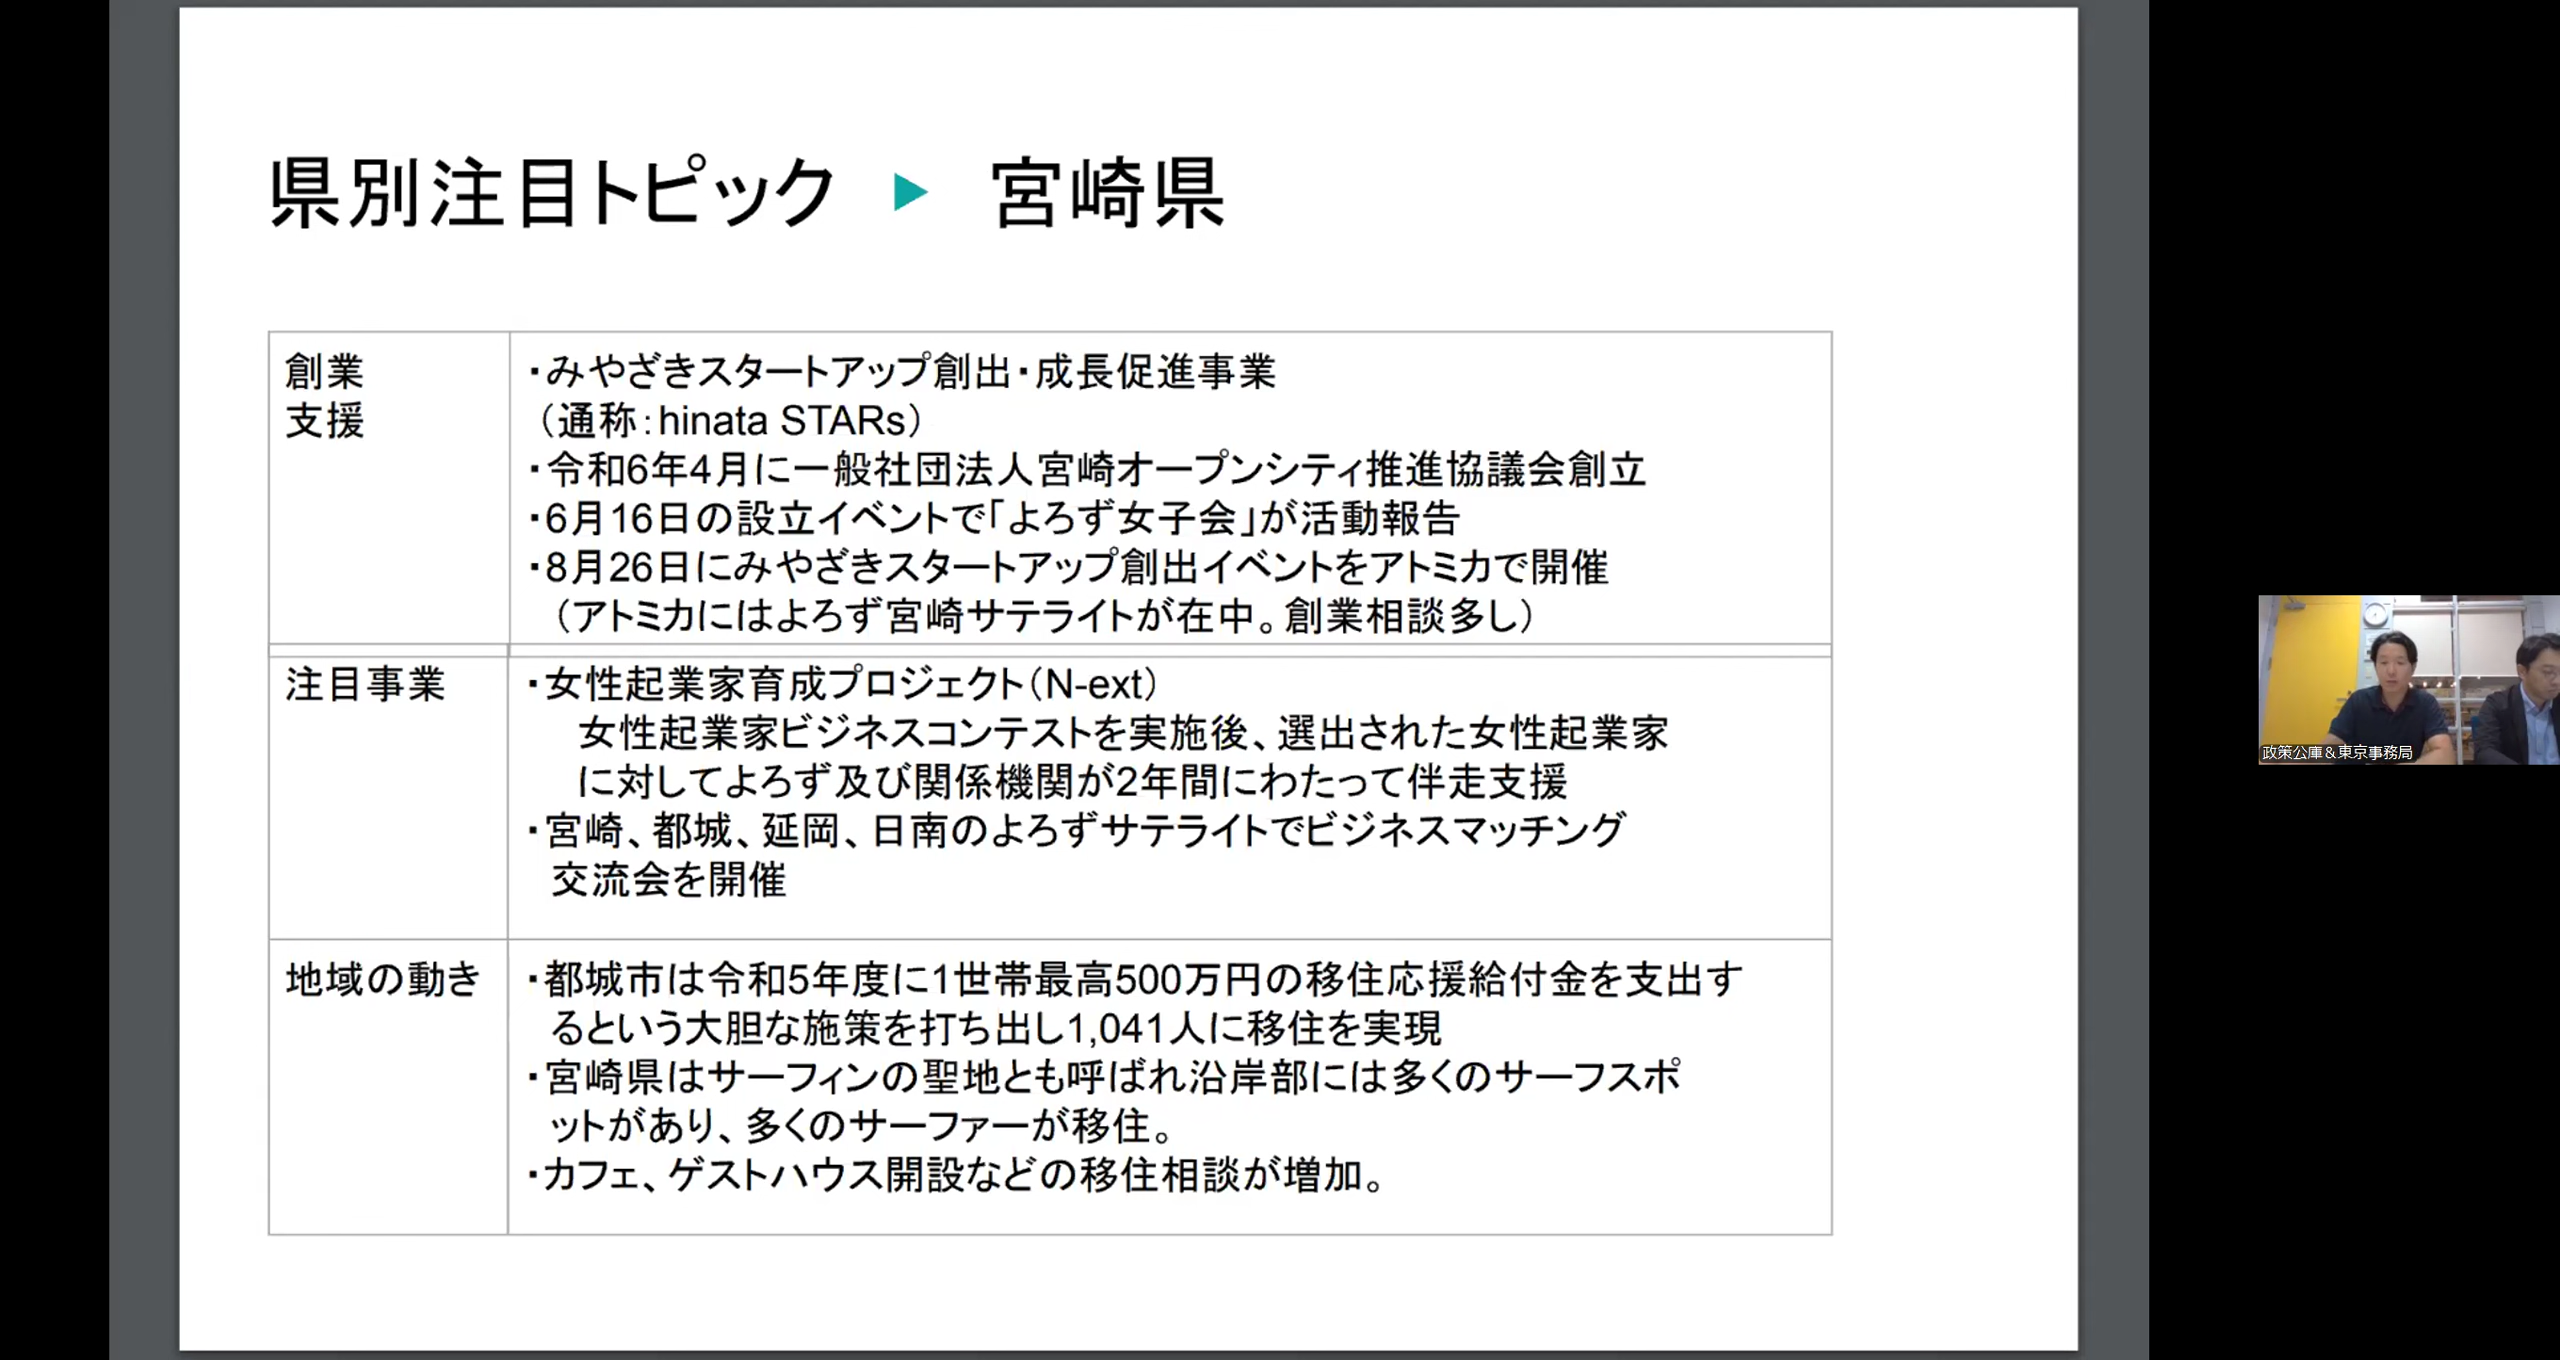 県別注目トピック ▶ 宮崎県
創業
支援
・みやざきスタートアップ創出・成長促進事業
（通称：hinata STARs）
・令和6年4月に一般社団法人宮崎オープンシティ推進協議会創立
・6月16日の設立イベントで「よろず女子会」が活動報告
・8月26日にみやざきスタートアップ創出イベントをアトミカで開催
（アトミカにはよろず宮崎サテライトが在中。創業相談多し）
注目事業
・女性起業家育成プロジェクト（N-ext）
女性起業家ビジネスコンテストを実施後、選出された女性起業家
に対してよろず及び関係機関が2年間にわたって伴走支援
・宮崎、都城、延岡、日南のよろずサテライトでビジネスマッチング
交流会を開催
地域の動き
・都城市は令和5年度に1世帯最高500万円の移住応援給付金を支出す
るという大胆な施策を打ち出し1,041人に移住を実現
・宮崎県はサーフィンの聖地とも呼ばれ沿岸部には多くのサーフスポ
ットがあり、多くのサーファーが移住。
・カフェ、ゲストハウス開設などの移住相談が増加。
政策公庫＆東京事務局